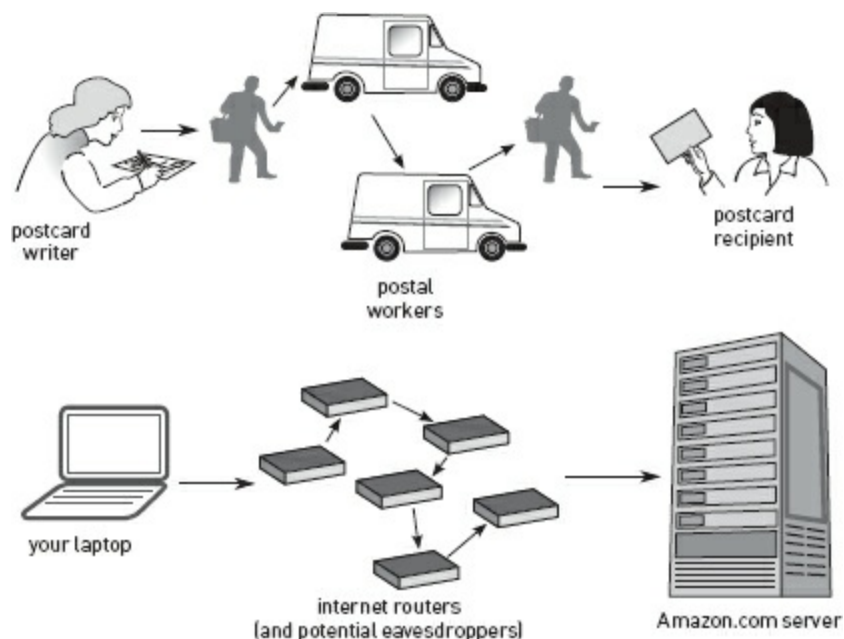 postcard
writer
postcard
recipient
postal
workers
your laptop
internet routers
(and potential eavesdroppers)
Amazon.com server